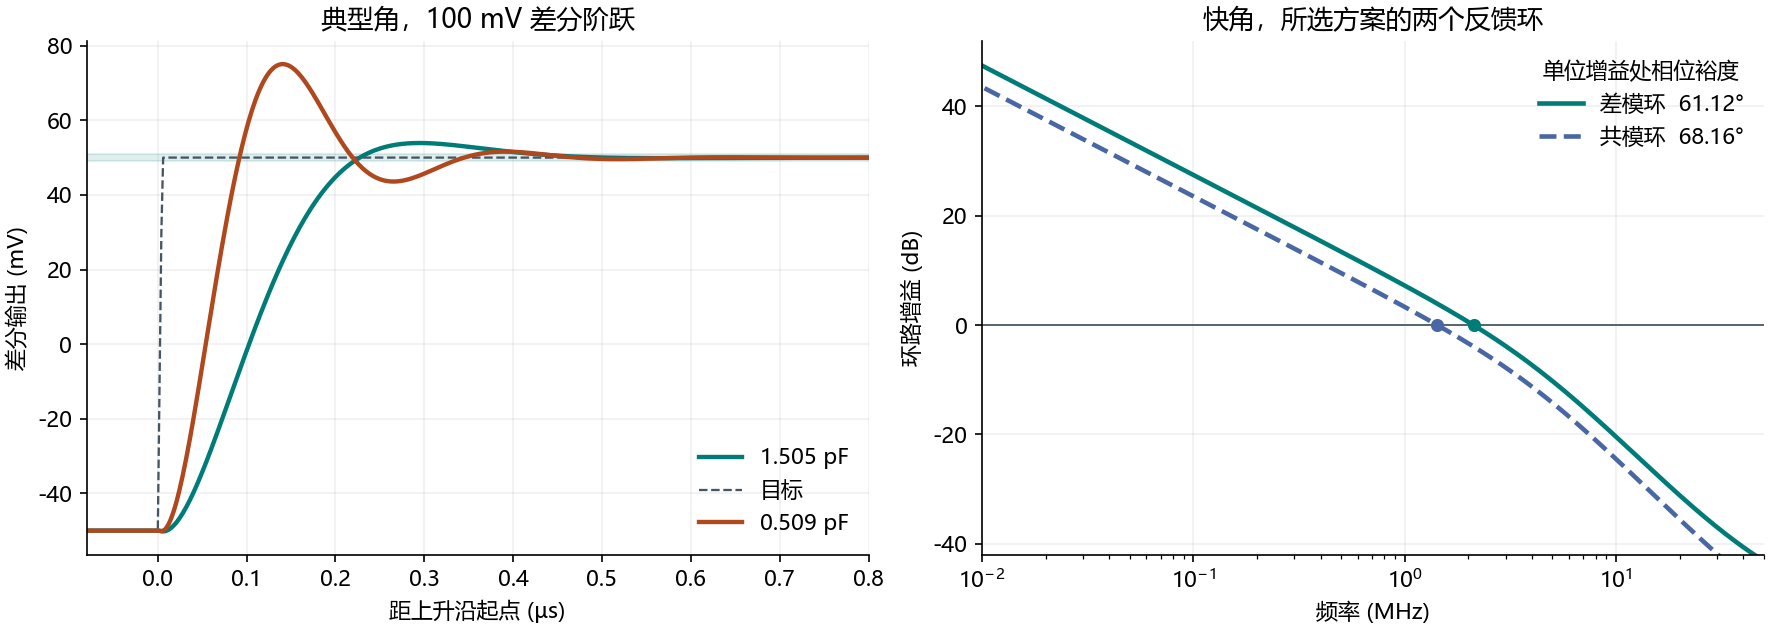 典型角，100 mV 差分阶跃
差分输出 (mV)
80
60
40
20
0
-20
-40
1.505 pF
目标
0.509 pF
0.0 0.1 0.2 0.3 0.4 0.5 0.6 0.7 0.8
距上升沿起点 (μs)
快角，所选方案的两个反馈环
环路增益 (dB)
40
20
0
-20
-40
单位增益处相位裕度
差模环 61.12°
共模环 68.16°
10⁻² 10⁻¹ 10⁰ 10¹
频率 (MHz)